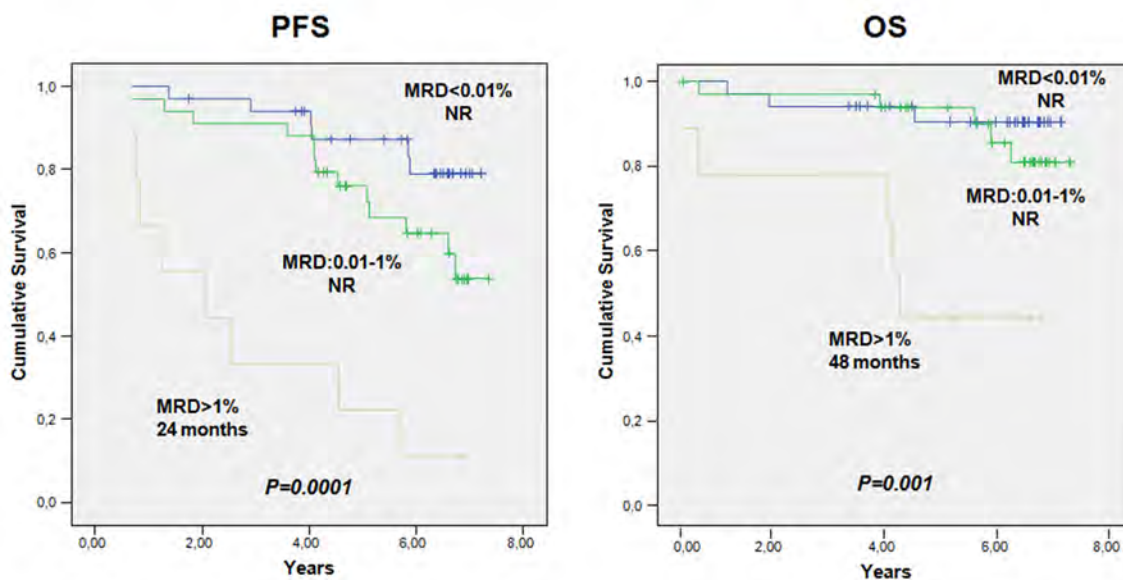 PFS
Cumulative Survival
1,0
0,8
0,6
0,4
0,2
0,0
MRD<0.01%
NR
MRD:0.01-1%
NR
MRD>1%
24 months
P=0.0001
0,00 2,00 4,00 6,00 8,00
Years
OS
Cumulative Survival
1,0
0,8
0,6
0,4
0,2
0,0
MRD<0.01%
NR
MRD:0.01-1%
NR
MRD>1%
48 months
P=0.001
0,00 2,00 4,00 6,00 8,00
Years